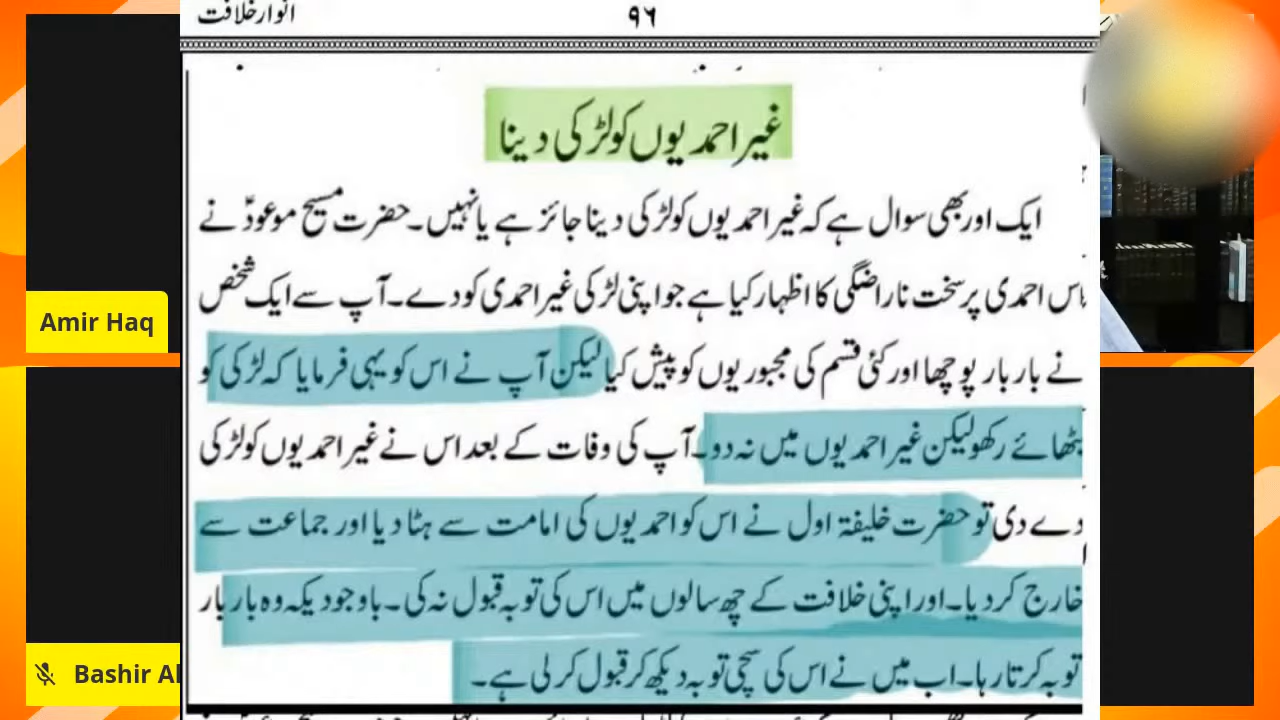 انوار خلافت
۹۶
غیر احمدیوں کو لڑکی دینا
ایک اور بھی سوال ہے کہ غیر احمدیوں کو لڑکی دینا جائز ہے یا نہیں۔ حضرت مسیح موعودؑ نے
اس احمدی پر سخت ناراضگی کا اظہار کیا ہے جو اپنی لڑکی غیر احمدی کو دے۔ آپ سے ایک شخص
نے بار بار پوچھا اور کئی قسم کی مجبوریوں کو پیش کیا لیکن آپ نے اس کو یہی فرمایا کہ لڑکی کو
بٹھائے رکھو لیکن غیر احمدیوں میں نہ دو۔ آپ کی وفات کے بعد اس نے غیر احمدیوں کو لڑکی
دے دی تو حضرت خلیفۃ اول نے اس کو احمدیوں کی امامت سے ہٹا دیا اور جماعت سے
خارج کر دیا۔ اور اپنی خلافت کے چھ سالوں میں اس کی توبہ قبول نہ کی۔ باوجودیکہ وہ بار بار
توبہ کرتا رہا۔ اب میں نے اس کی سچی توبہ دیکھ کر قبول کر لی ہے۔
Amir Haq
Bashir